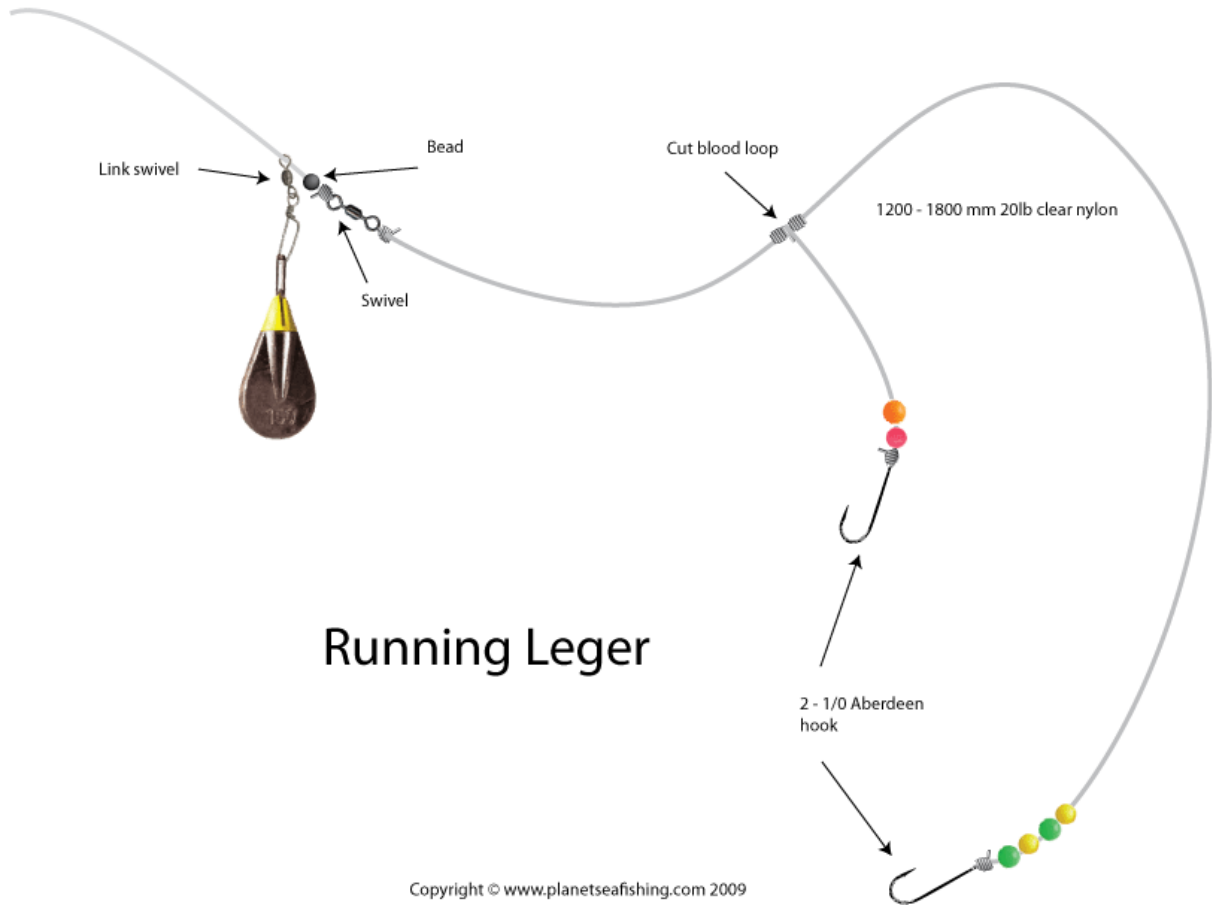 Bead
Cut blood loop
Link swivel
1200 - 1800 mm 20lb clear nylon
Swivel
Running Leger
2 - 1/0 Aberdeen
hook
Copyright © www.planetseafishing.com 2009